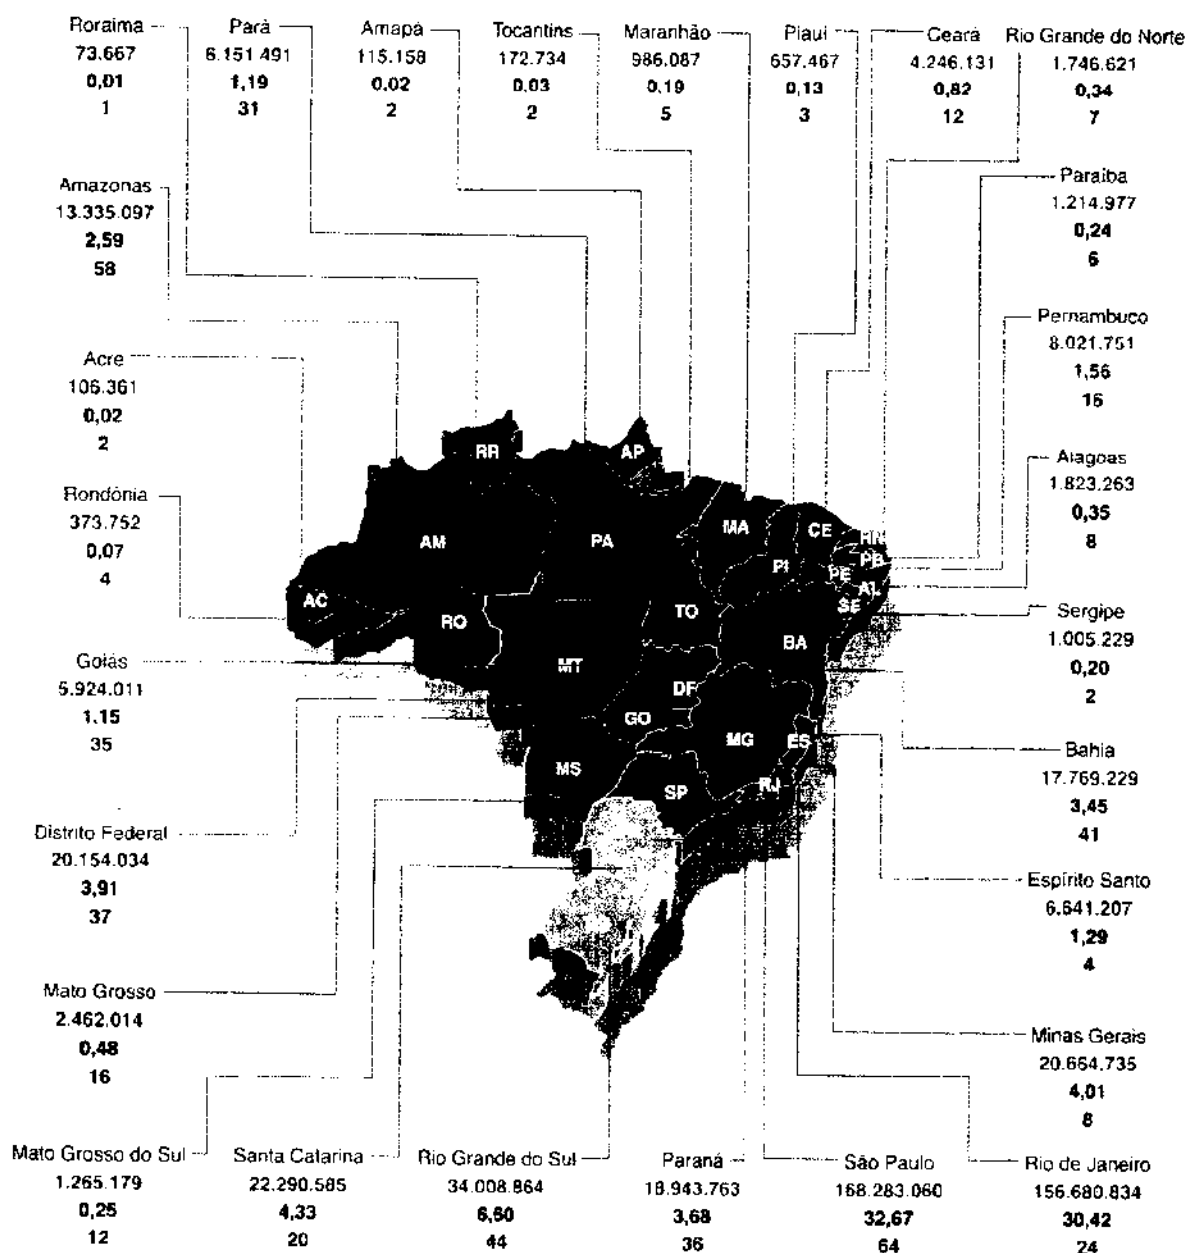 Roraima
73.667
0,01
1
Pará
6.151.491
1,19
31
Amapá
115.158
0.02
2
Tocantins
172.734
0.03
2
Maranhão
986.087
0.19
5
Piauí
657.467
0,13
3
Ceará
4.246.131
0,82
12
Rio Grande do Norte
1.746.621
0,34
7
Amazonas
13.335.097
2,59
58
Paraíba
1.214.977
0,24
6
Pernambuco
8.021.751
1,56
16
Acre
106.361
0,02
2
Alagoas
1.823.263
0,35
8
Rondônia
373.752
0,07
4
Sergipe
1.005.229
0,20
2
Goiás
5.924.011
1.15
35
Bahia
17.769.229
3,45
41
Distrito Federal
20.154.034
3,91
37
Espírito Santo
6.641.207
1,29
4
Mato Grosso
2.462.014
0,48
16
Minas Gerais
20.664.735
4,01
8
Mato Grosso do Sul
1.265.179
0,25
12
Santa Catarina
22.290.585
4,33
20
Rio Grande do Sul
34.008.864
6,60
44
Paraná
18.943.763
3,68
36
São Paulo
168.283.060
32,67
64
Rio de Janeiro
156.680.834
30,42
24
RR
AP
AM
PA
MA
CE
RN
PB
PI
PE
AL
AC
SE
RO
TO
BA
MT
DF
GO
MG
ES
MS
SP
RJ